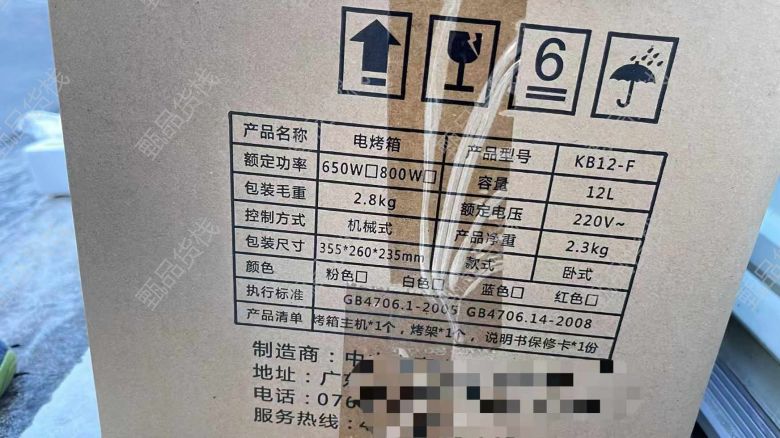 6
产品名称 电烤箱 产品型号 KB12-F
额定功率 650W□800W□ 容量 12L
包装毛重 2.8kg 额定电压 220V~
控制方式 机械式 产品净重 2.3kg
包装尺寸 355*260*235mm 款式 卧式
颜色 粉色□ 白色□ 蓝色□ 红色□
执行标准 GB4706.1-2005 GB4706.14-2008
产品清单 烤箱主机*1个，烤架*1个，说明书保修卡*1份
制造商：中
地址：广
电话：076
服务热线：4
甄品货栈